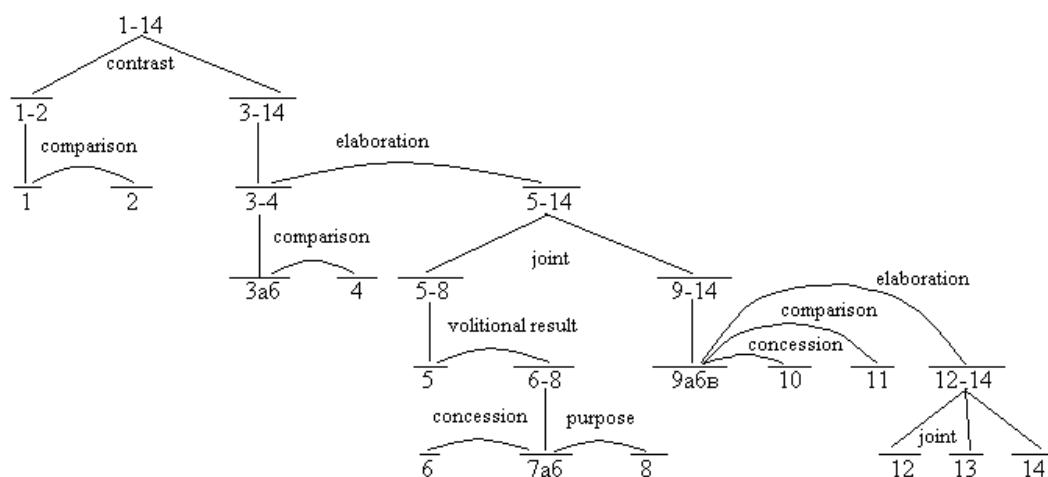 1-14
contrast
1-2 3-14
comparison elaboration
1 2 3-4 5-14
comparison joint
3аб 4 5-8 9-14 elaboration
volitional result comparison
concession
5 6-8 9абв 10 11 12-14
concession purpose joint
6 7аб 8 12 13 14